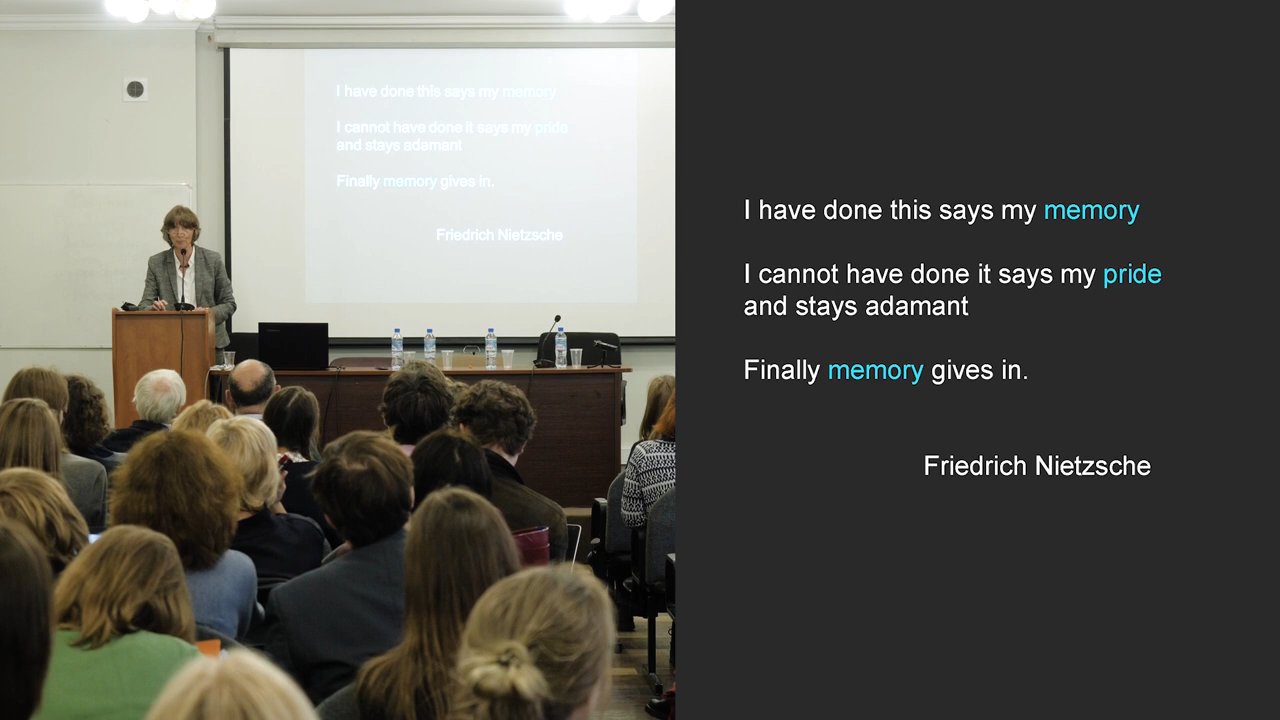 I have done this says my memory
I cannot have done it says my pride
and stays adamant
Finally memory gives in.
Friedrich Nietzsche
I have done this says my memory
I cannot have done it says my pride
and stays adamant
Finally memory gives in.
Friedrich Nietzsche